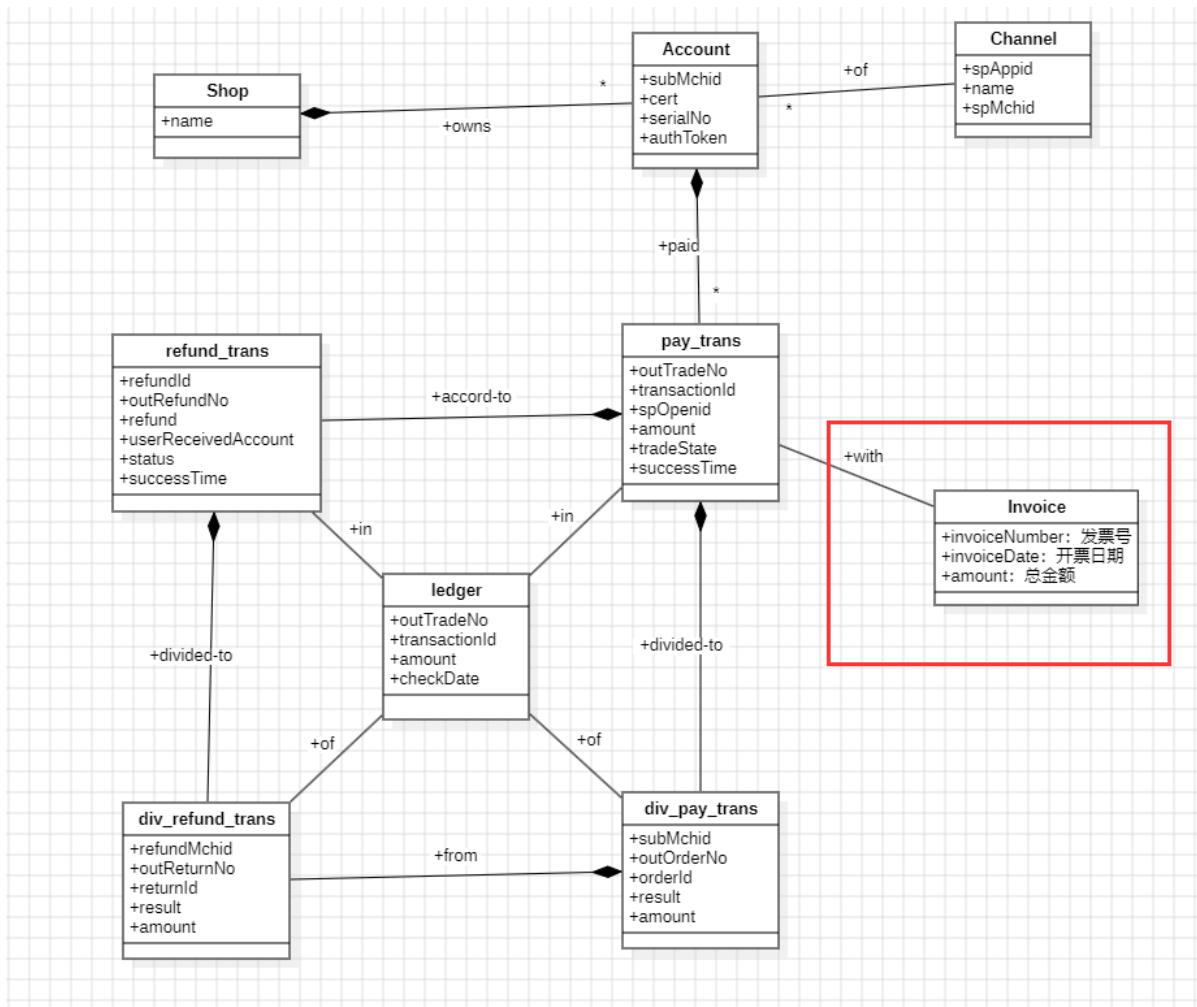 Shop
+name
*
+owns
Account
+subMchid
+cert
+serialNo
+authToken
+of
*
Channel
+spAppid
+name
+spMchid
+paid
*
refund_trans
+refundId
+outRefundNo
+refund
+userReceivedAccount
+status
+successTime
+accord-to
pay_trans
+outTradeNo
+transactionId
+spOpenid
+amount
+tradeState
+successTime
+with
Invoice
+invoiceNumber：发票号
+invoiceDate：开票日期
+amount：总金额
+in
+in
ledger
+outTradeNo
+transactionId
+amount
+checkDate
+divided-to
+divided-to
+of
+of
div_refund_trans
+refundMchid
+outReturnNo
+returnId
+result
+amount
+from
div_pay_trans
+subMchid
+outOrderNo
+orderId
+result
+amount